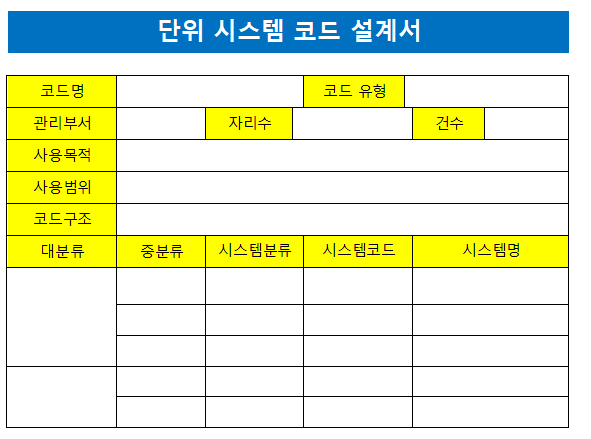 단위 시스템 코드 설계서
코드명 코드 유형
관리부서 자리수 건수
사용목적
사용범위
코드구조
대분류 중분류 시스템분류 시스템코드 시스템명